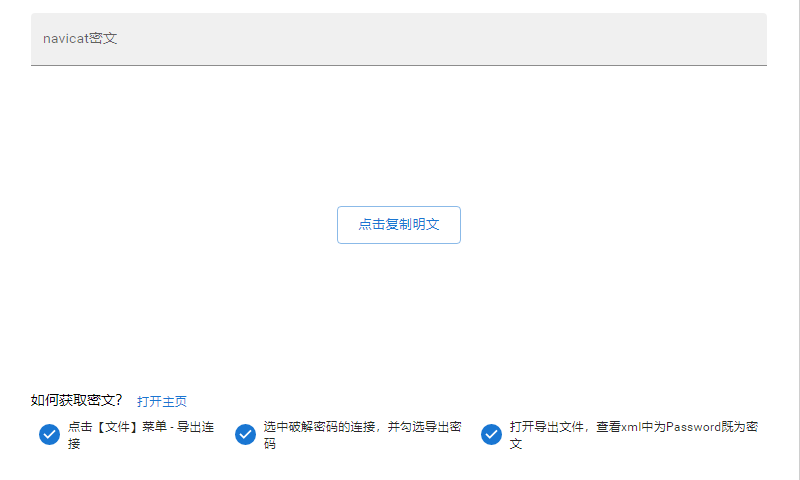 navicat密文
点击复制明文
如何获取密文? 打开主页
点击【文件】菜单 - 导出连
接
选中破解密码的连接，并勾选导出密
码
打开导出文件，查看xml中为Password既为密
文